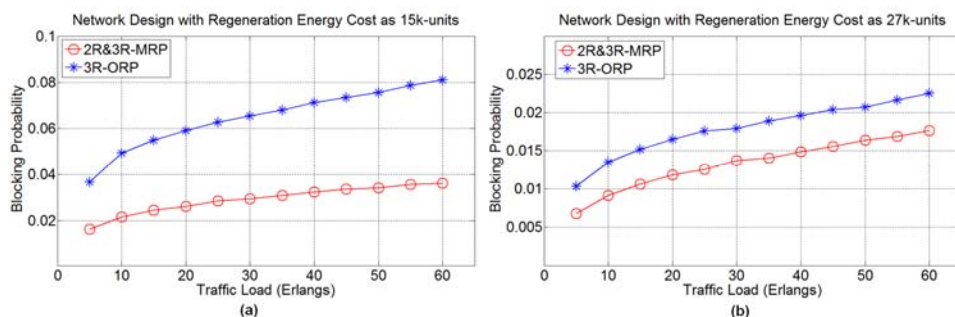 Network Design with Regeneration Energy Cost as 15k-units
0.1
0.08
0.06
0.04
0.02
Blocking Probability
2R&3R-MRP
3R-ORP
0 10 20 30 40 50 60
Traffic Load (Erlangs)
(a)
Network Design with Regeneration Energy Cost as 27k-units
0.025
0.02
0.015
0.01
0.005
Blocking Probability
2R&3R-MRP
3R-ORP
0 10 20 30 40 50 60
Traffic Load (Erlangs)
(b)